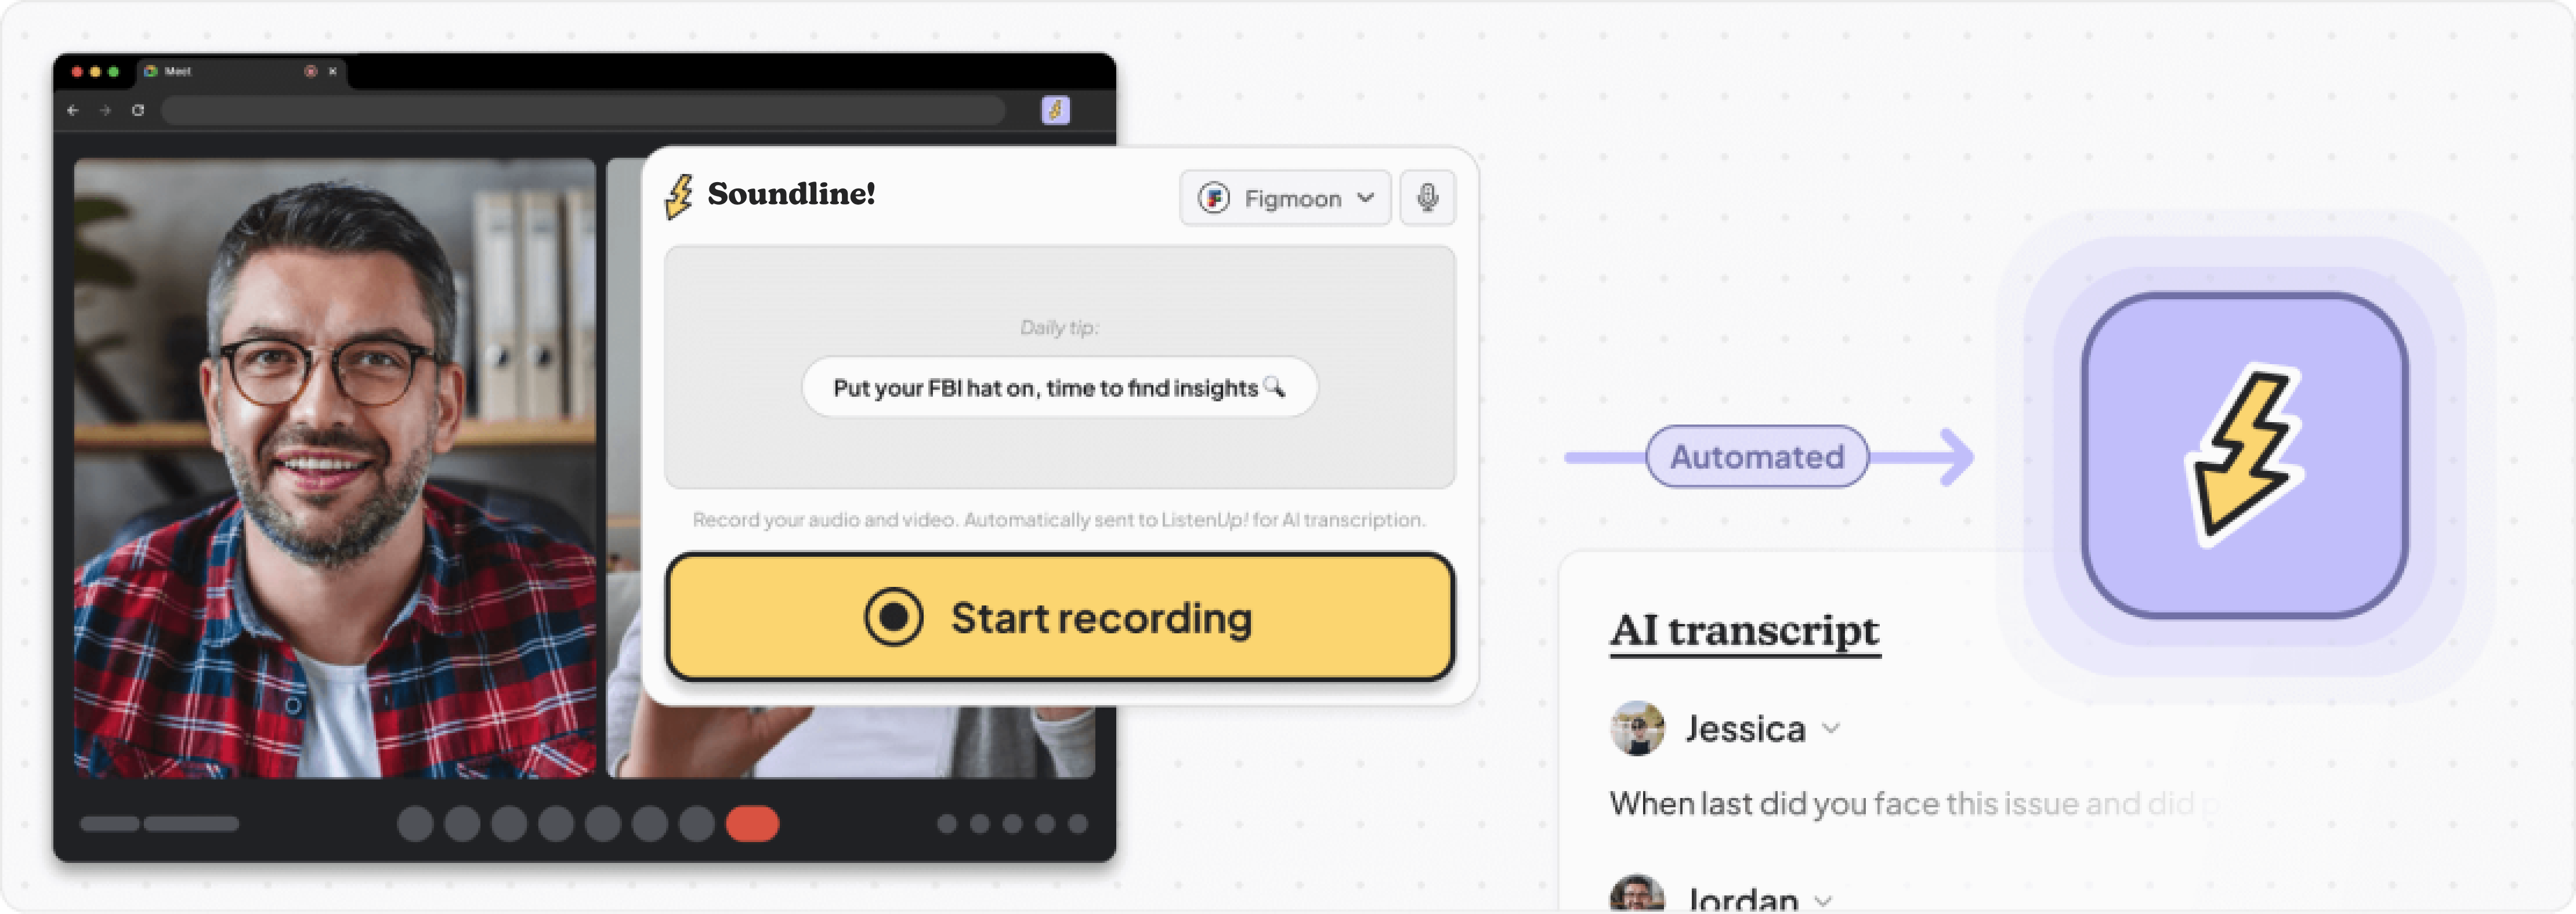 Meet
Soundline!
Figmoon
Daily tip:
Put your FBI hat on, time to find insights
Record your audio and video. Automatically sent to ListenUp! for AI transcription.
Start recording
Automated
AI transcript
Jessica
When last did you face this issue and did p
Jordan